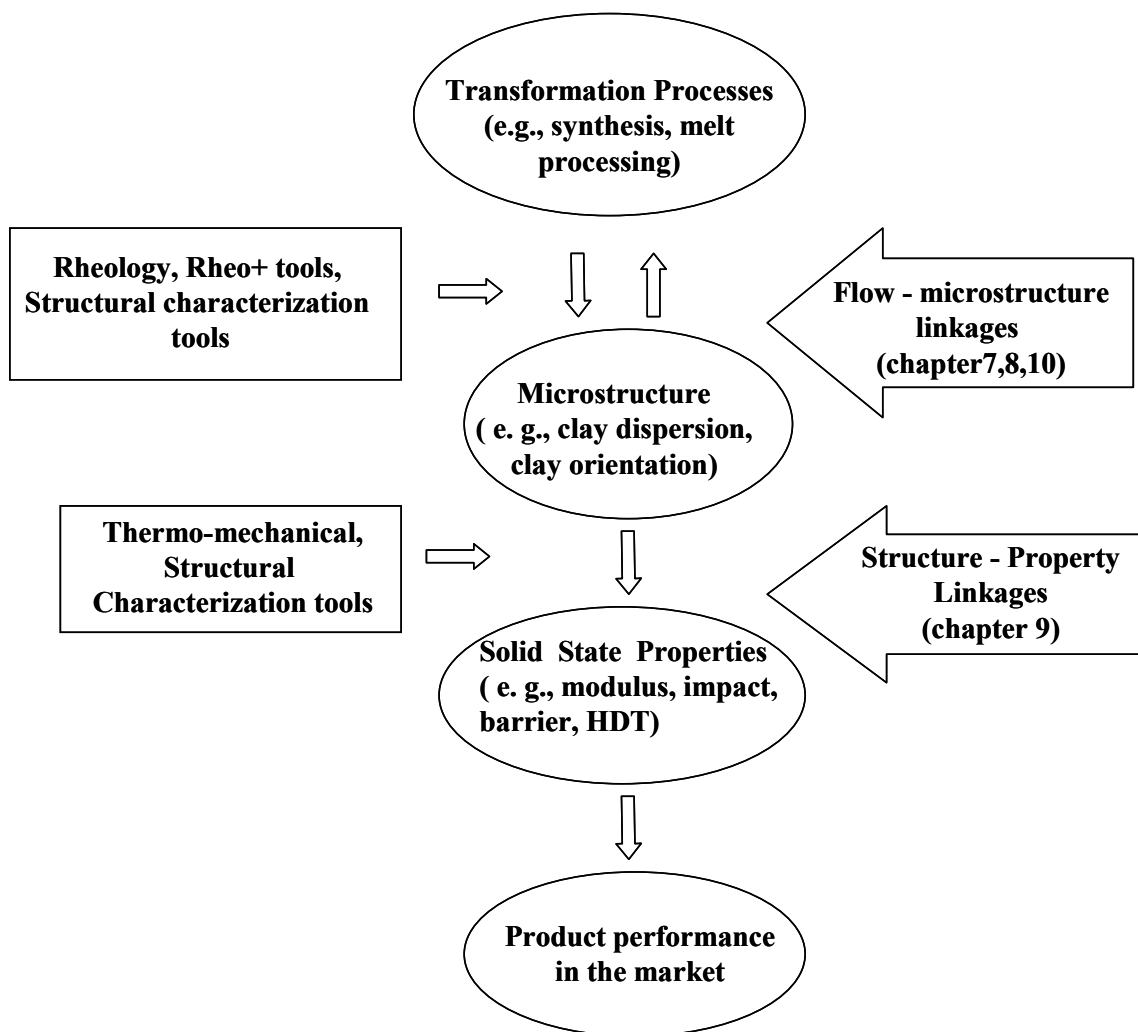 Transformation Processes
(e.g., synthesis, melt
processing)
Rheology, Rheo+ tools,
Structural characterization
tools
Flow - microstructure
linkages
(chapter7,8,10)
Microstructure
( e. g., clay dispersion,
clay orientation)
Thermo-mechanical,
Structural
Characterization tools
Structure - Property
Linkages
(chapter 9)
Solid State Properties
( e. g., modulus, impact,
barrier, HDT)
Product performance
in the market